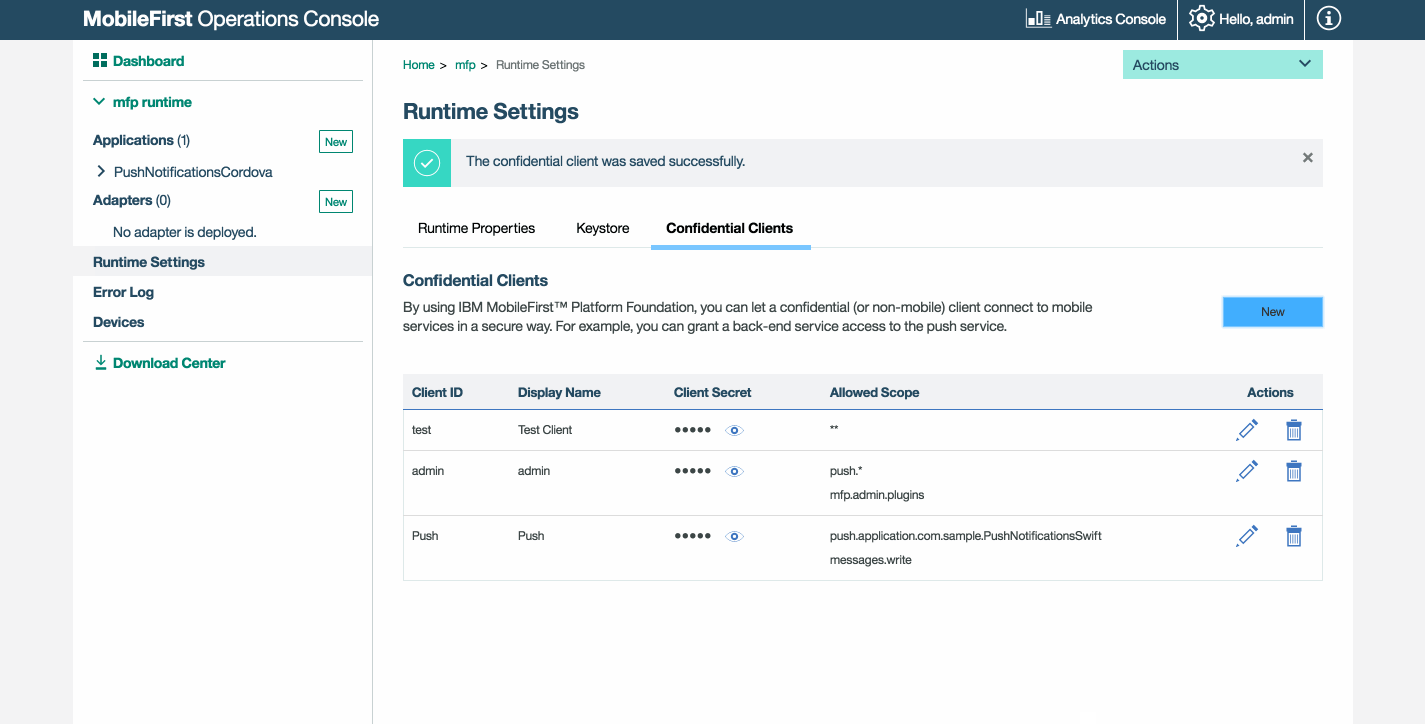 MobileFirst Operations Console
Analytics Console
Hello, admin
Dashboard
mfp runtime
Applications (1)
New
PushNotificationsCordova
Adapters (0)
New
No adapter is deployed.
Runtime Settings
Error Log
Devices
Download Center
Home > mfp > Runtime Settings
Actions
Runtime Settings
The confidential client was saved successfully.
Runtime Properties
Keystore
Confidential Clients
Confidential Clients
By using IBM MobileFirst™ Platform Foundation, you can let a confidential (or non-mobile) client connect to mobile
services in a secure way. For example, you can grant a back-end service access to the push service.
New
Client ID Display Name Client Secret Allowed Scope Actions
test Test Client ••••• **
admin admin ••••• push.*
mfp.admin.plugins
Push Push ••••• push.application.com.sample.PushNotificationsSwift
messages.write